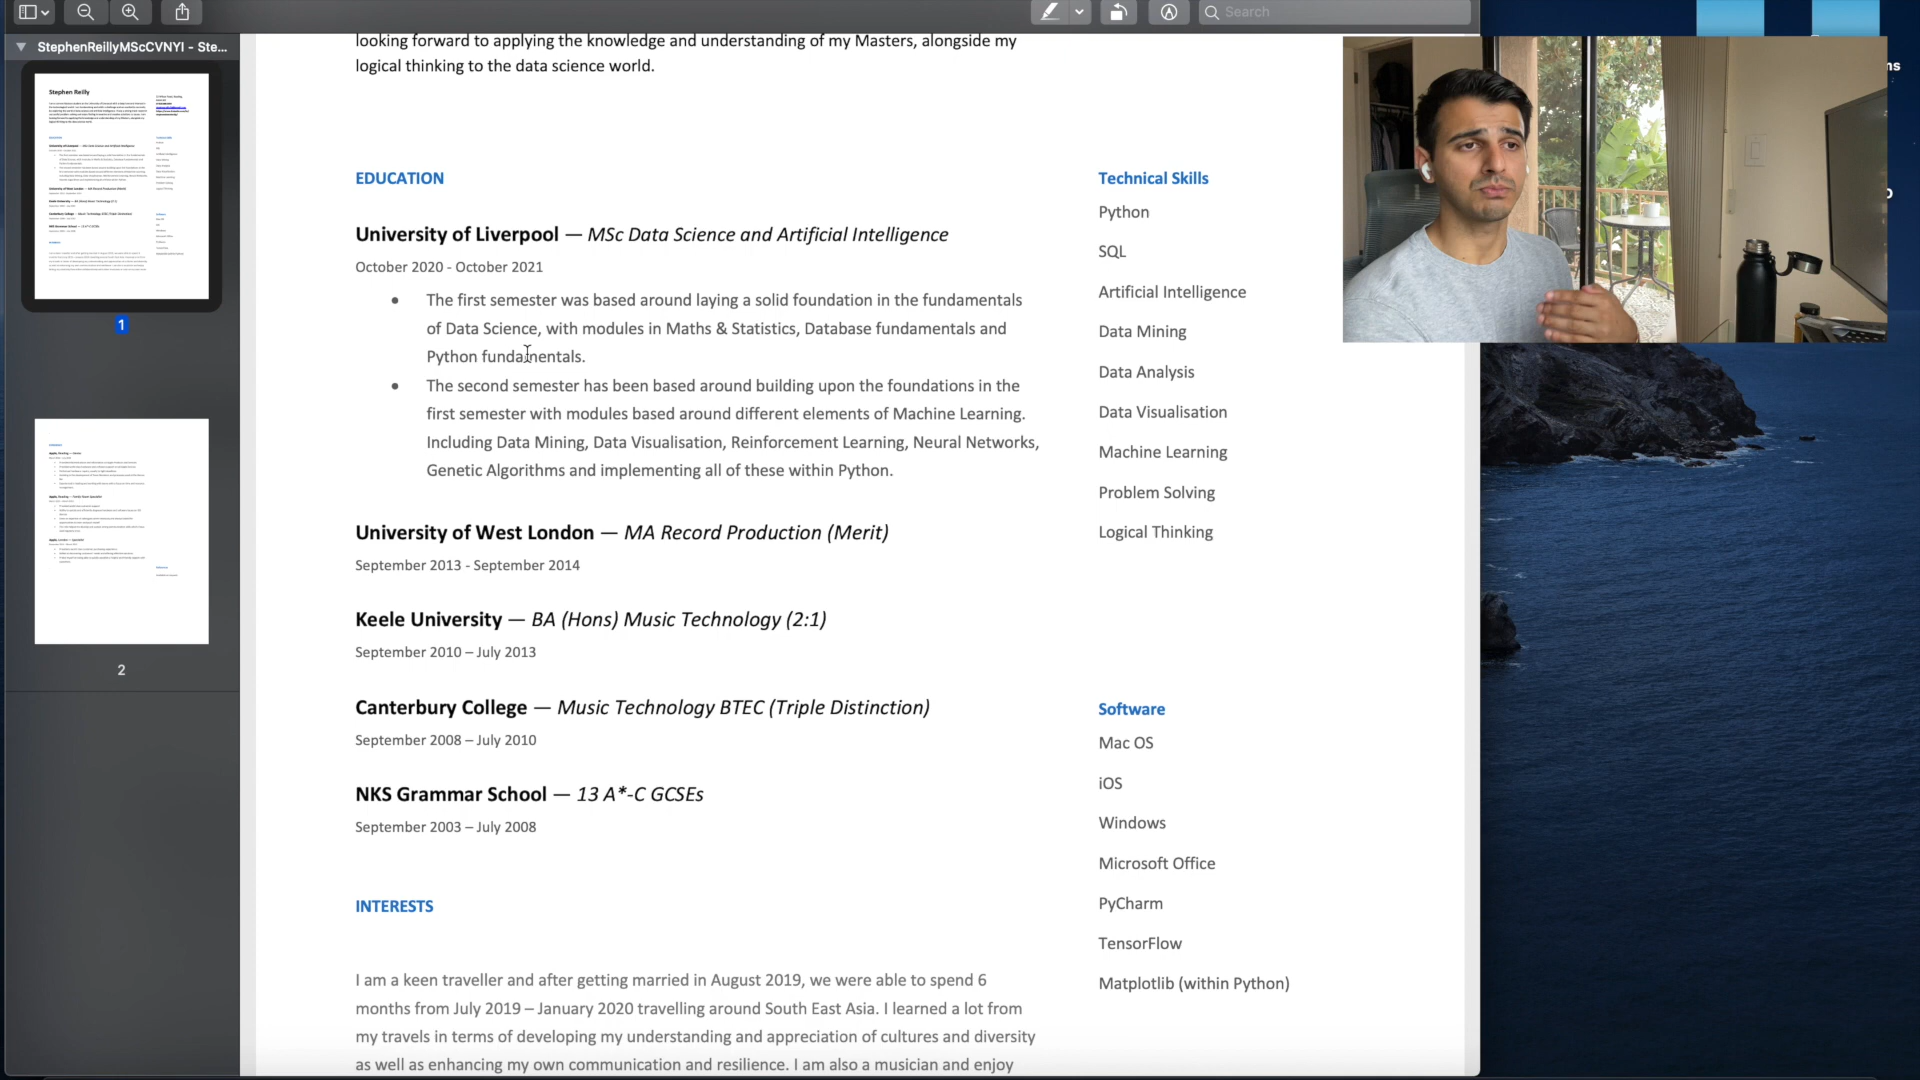 Search
StephenReillyMScCVNYI - Ste...
Stephen Reilly
1
2
looking forward to applying the knowledge and understanding of my Masters, alongside my
logical thinking to the data science world.
EDUCATION
University of Liverpool — MSc Data Science and Artificial Intelligence
October 2020 - October 2021
• The first semester was based around laying a solid foundation in the fundamentals
of Data Science, with modules in Maths & Statistics, Database fundamentals and
Python fundamentals.
• The second semester has been based around building upon the foundations in the
first semester with modules based around different elements of Machine Learning.
Including Data Mining, Data Visualisation, Reinforcement Learning, Neural Networks,
Genetic Algorithms and implementing all of these within Python.
University of West London — MA Record Production (Merit)
September 2013 - September 2014
Keele University — BA (Hons) Music Technology (2:1)
September 2010 – July 2013
Canterbury College — Music Technology BTEC (Triple Distinction)
September 2008 – July 2010
NKS Grammar School — 13 A*-C GCSEs
September 2003 – July 2008
INTERESTS
I am a keen traveller and after getting married in August 2019, we were able to spend 6
months from July 2019 – January 2020 travelling around South East Asia. I learned a lot from
my travels in terms of developing my understanding and appreciation of cultures and diversity
as well as enhancing my own communication and resilience. I am also a musician and enjoy
Technical Skills
Python
SQL
Artificial Intelligence
Data Mining
Data Analysis
Data Visualisation
Machine Learning
Problem Solving
Logical Thinking
Software
Mac OS
iOS
Windows
Microsoft Office
PyCharm
TensorFlow
Matplotlib (within Python)